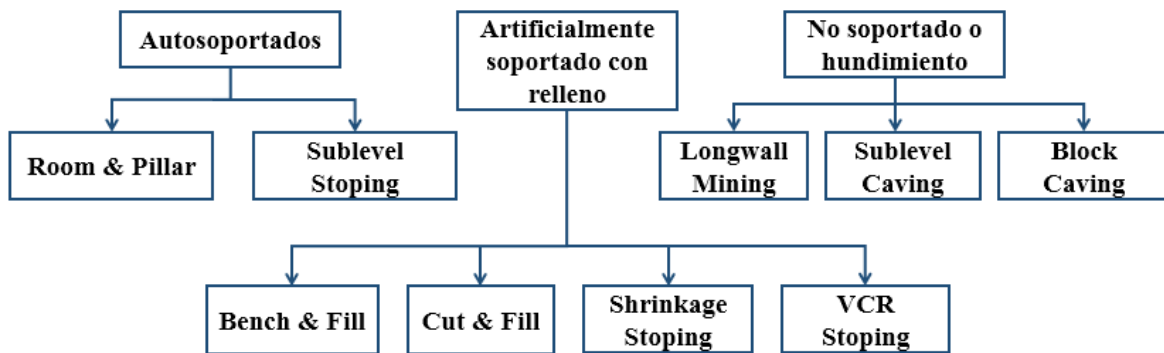 Autosoportados
Artificialmente
soportado con
relleno
No soportado o
hundimiento
Room & Pillar
Sublevel
Stoping
Longwall
Mining
Sublevel
Caving
Block
Caving
Bench & Fill
Cut & Fill
Shrinkage
Stoping
VCR
Stoping